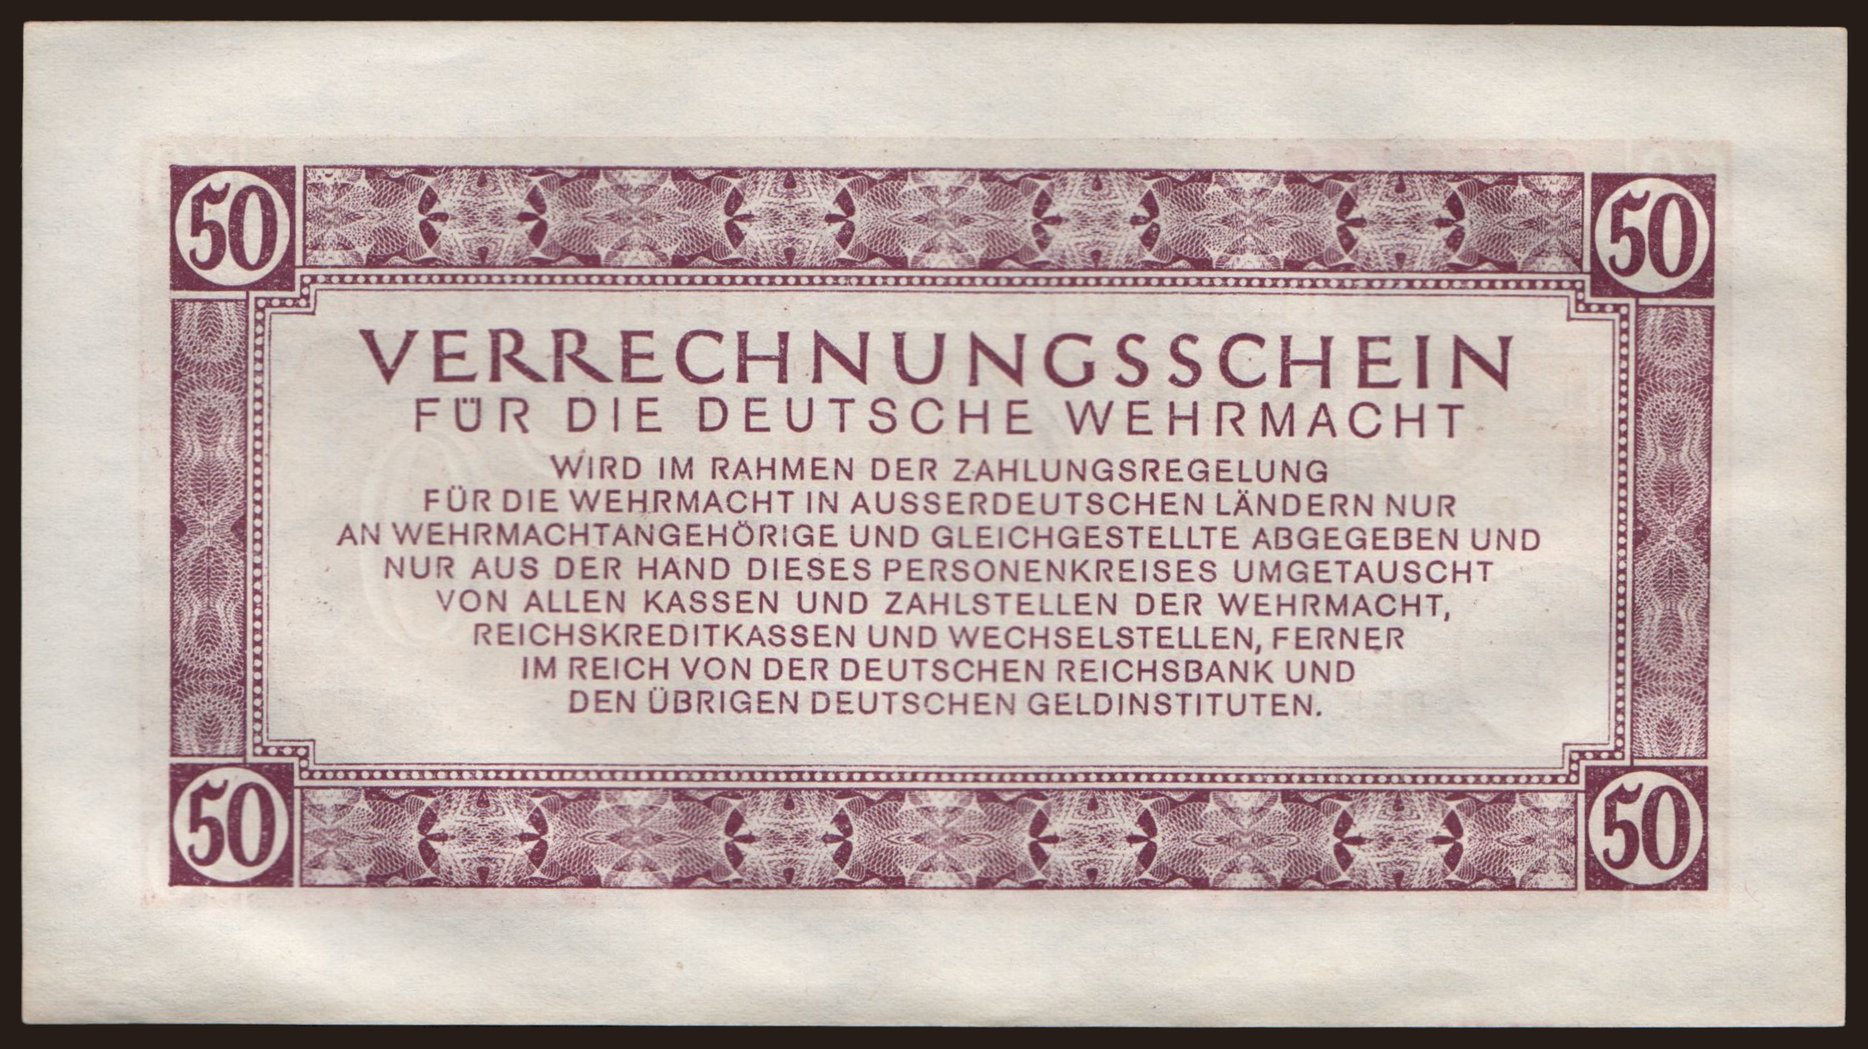 50 50
VERRECHNUNGSSCHEIN
FÜR DIE DEUTSCHE WEHRMACHT
WIRD IM RAHMEN DER ZAHLUNGSREGELUNG
FÜR DIE WEHRMACHT IN AUSSERDEUTSCHEN LÄNDERN NUR
AN WEHRMACHTANGEHÖRIGE UND GLEICHGESTELLTE ABGEGEBEN UND
NUR AUS DER HAND DIESES PERSONENKREISES UMGETAUSCHT
VON ALLEN KASSEN UND ZAHLSTELLEN DER WEHRMACHT,
REICHSKREDITKASSEN UND WECHSELSTELLEN, FERNER
IM REICH VON DER DEUTSCHEN REICHSBANK UND
DEN ÜBRIGEN DEUTSCHEN GELDINSTITUTEN.
50 50